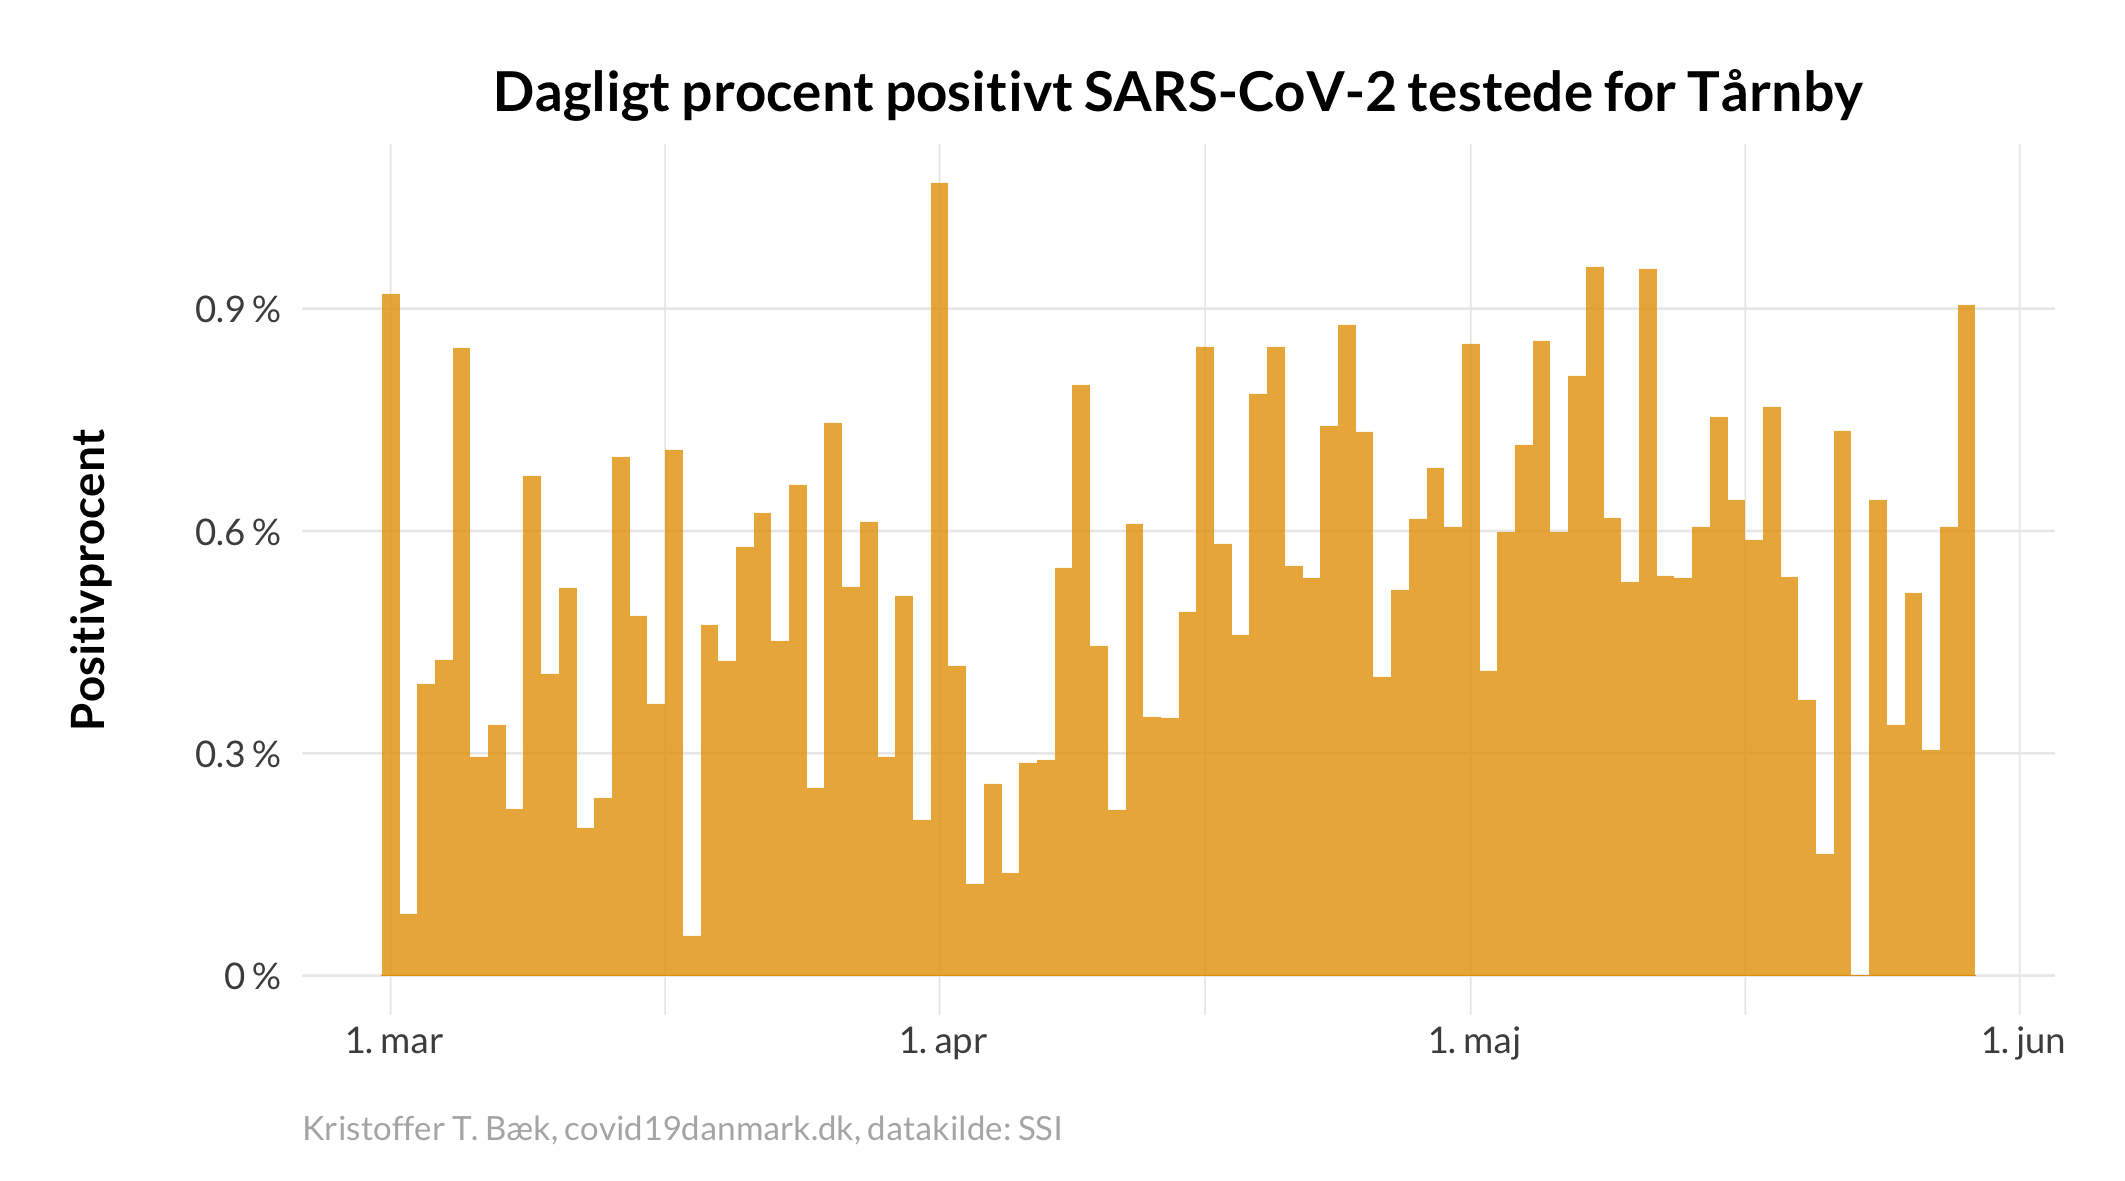 Dagligt procent positivt SARS-CoV-2 testede for Tårnby
Positivprocent
0.9 %
0.6 %
0.3 %
0 %
1. mar
1. apr
1. maj
1. jun
Kristoffer T. Bæk, covid19danmark.dk, datakilde: SSI